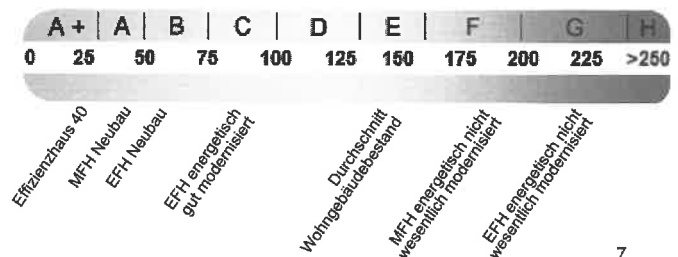 A+ | A | B | C | D | E | F | G | H
0 25 50 75 100 125 150 175 200 225 >250
Effizienzhaus 40
MFH Neubau
EFH Neubau
EFH energetisch
gut modernisiert
Durchschnitt
Wohngebäudebestand
MFH energetisch nicht
wesentlich modernisiert
EFH energetisch nicht
wesentlich modernisiert
7